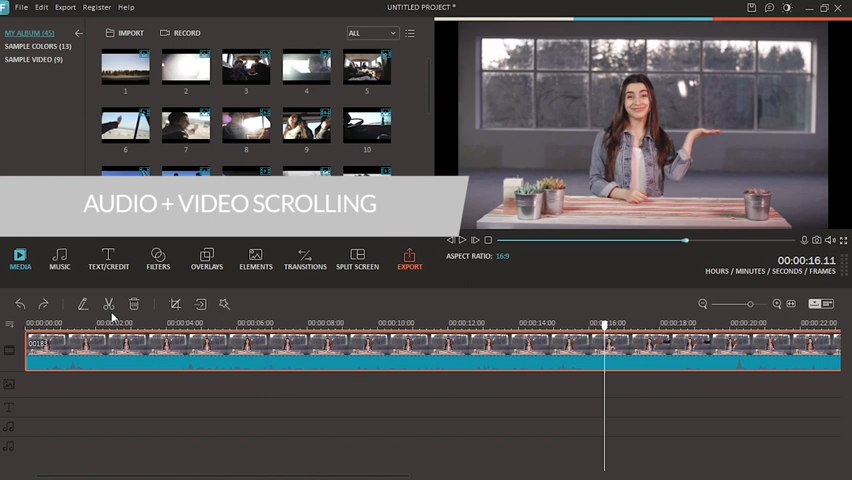 File Edit Export Register Help
UNTITLED PROJECT *
MY ALBUM (45)
SAMPLE COLORS (13)
SAMPLE VIDEO (9)
IMPORT RECORD ALL
1 2 3 4 5
6 7 8 9 10
AUDIO + VIDEO SCROLLING
MEDIA MUSIC TEXT/CREDIT FILTERS OVERLAYS ELEMENTS TRANSITIONS SPLIT SCREEN EXPORT
ASPECT RATIO: 16:9
00:00:16.11
HOURS / MINUTES / SECONDS / FRAMES
00:00:00:00 00:00:02:00 00:00:04:00 00:00:06:00 00:00:08:00 00:00:10:00 00:00:12:00 00:00:14:00 00:00:16:00 00:00:18:00 00:00:20:00 00:00:22:00
00183